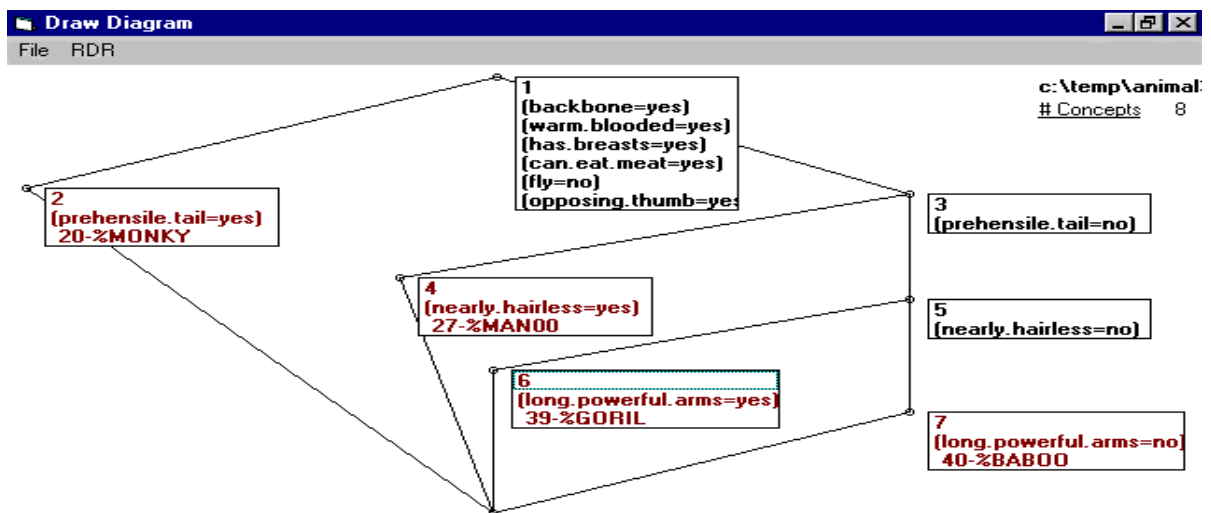 Draw Diagram
File RDR
c:\temp\animal
# Concepts 8
1
(backbone=yes)
(warm.blooded=yes)
(has.breasts=yes)
(can.eat.meat=yes)
(fly=no)
(opposing.thumb=yes
2
(prehensile.tail=yes)
20-%MONKY
3
(prehensile.tail=no)
4
(nearly.hairless=yes)
27-%MAN00
5
(nearly.hairless=no)
6
(long.powerful.arms=yes)
39-%GORIL
7
(long.powerful.arms=no)
40-%BABOO